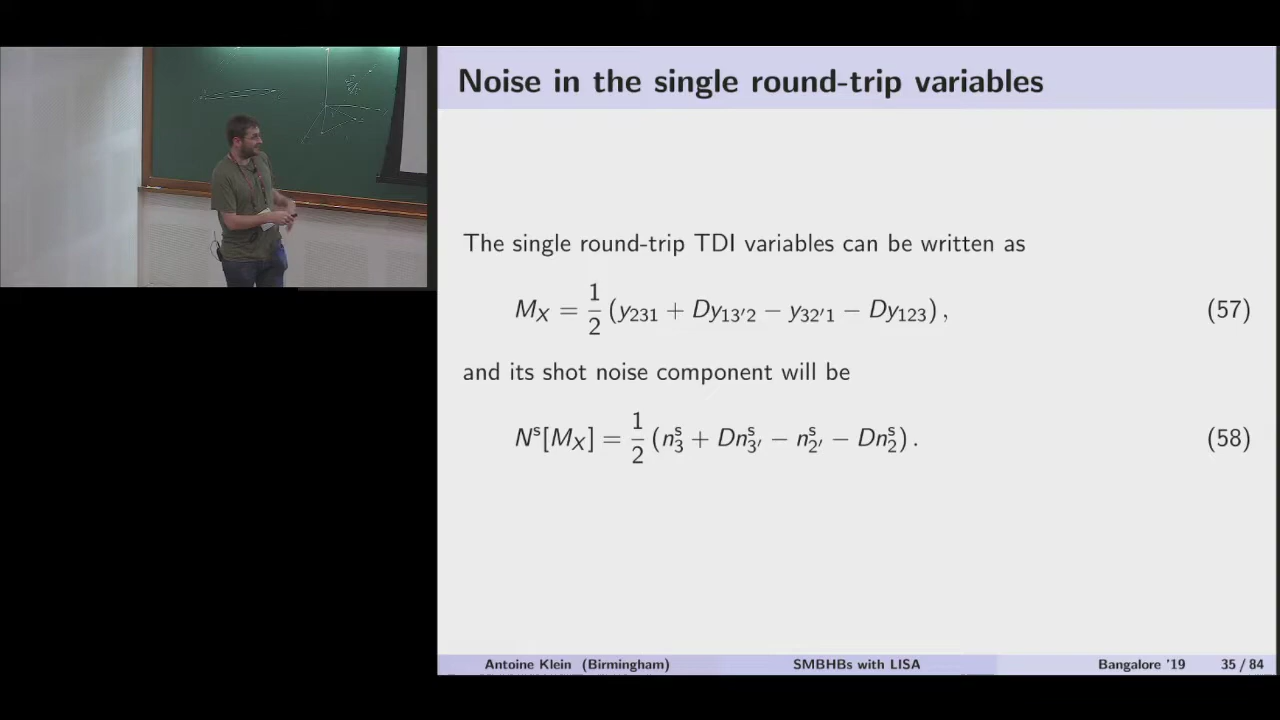 Noise in the single round-trip variables
The single round-trip TDI variables can be written as
M_X = 1/2 (y_231 + Dy_13′2 − y_32′1 − Dy_123) , (57)
and its shot noise component will be
N^s[M_X] = 1/2 (n^s_3 + Dn^s_3′ − n^s_2′ − Dn^s_2) . (58)
Antoine Klein (Birmingham) SMBHBs with LISA Bangalore '19 35 / 84